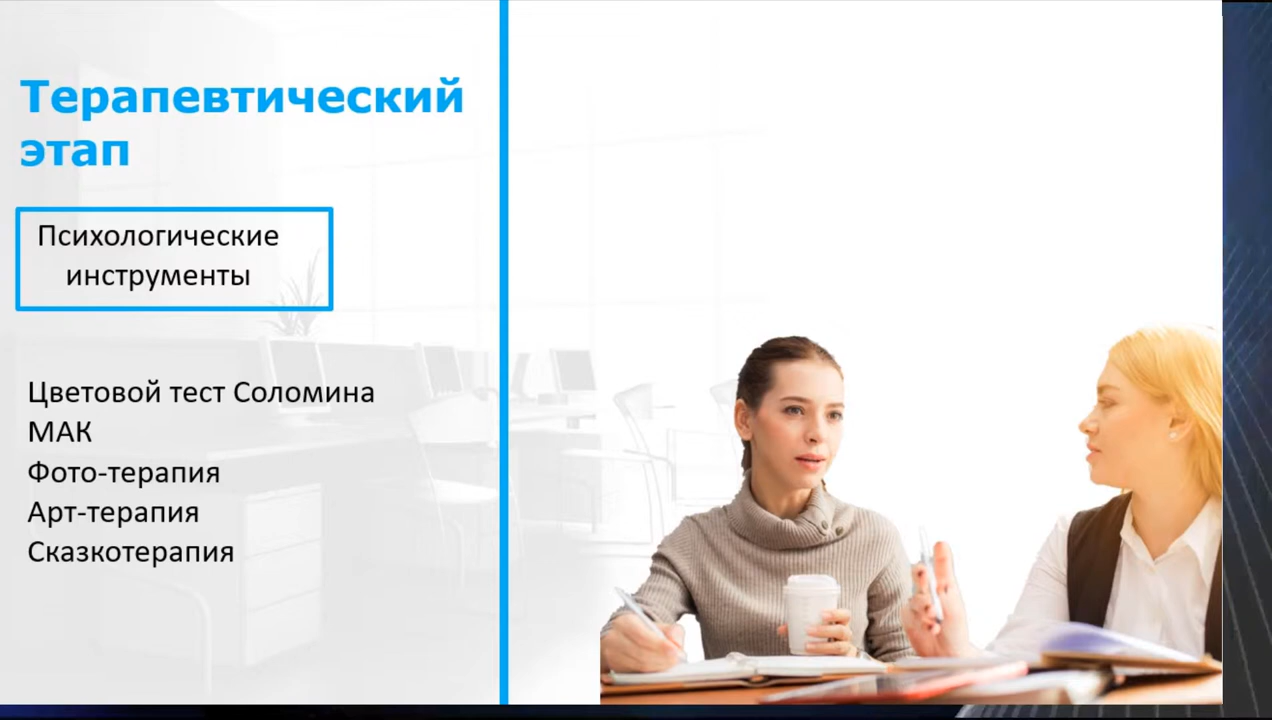 Терапевтический
этап
Психологические
инструменты
Цветовой тест Соломина
МАК
Фото-терапия
Арт-терапия
Сказкотерапия